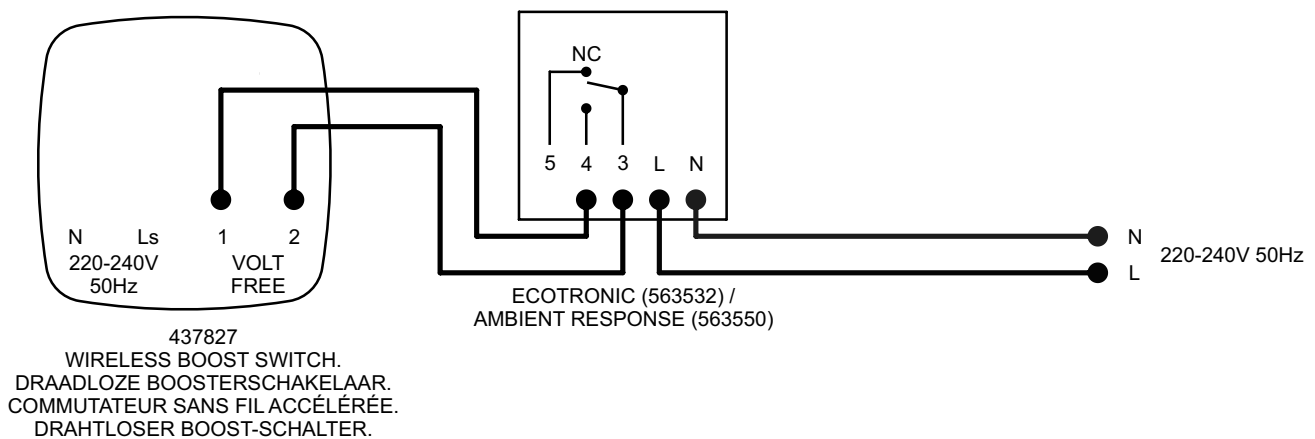 NC
5 4 3 L N
N Ls 1 2
220-240V VOLT
50Hz FREE
N
220-240V 50Hz
L
ECOTRONIC (563532) /
AMBIENT RESPONSE (563550)
437827
WIRELESS BOOST SWITCH.
DRAADLOZE BOOSTERSCHAKELAAR.
COMMUTATEUR SANS FIL ACCÉLÉRÉE.
DRAHTLOSER BOOST-SCHALTER.